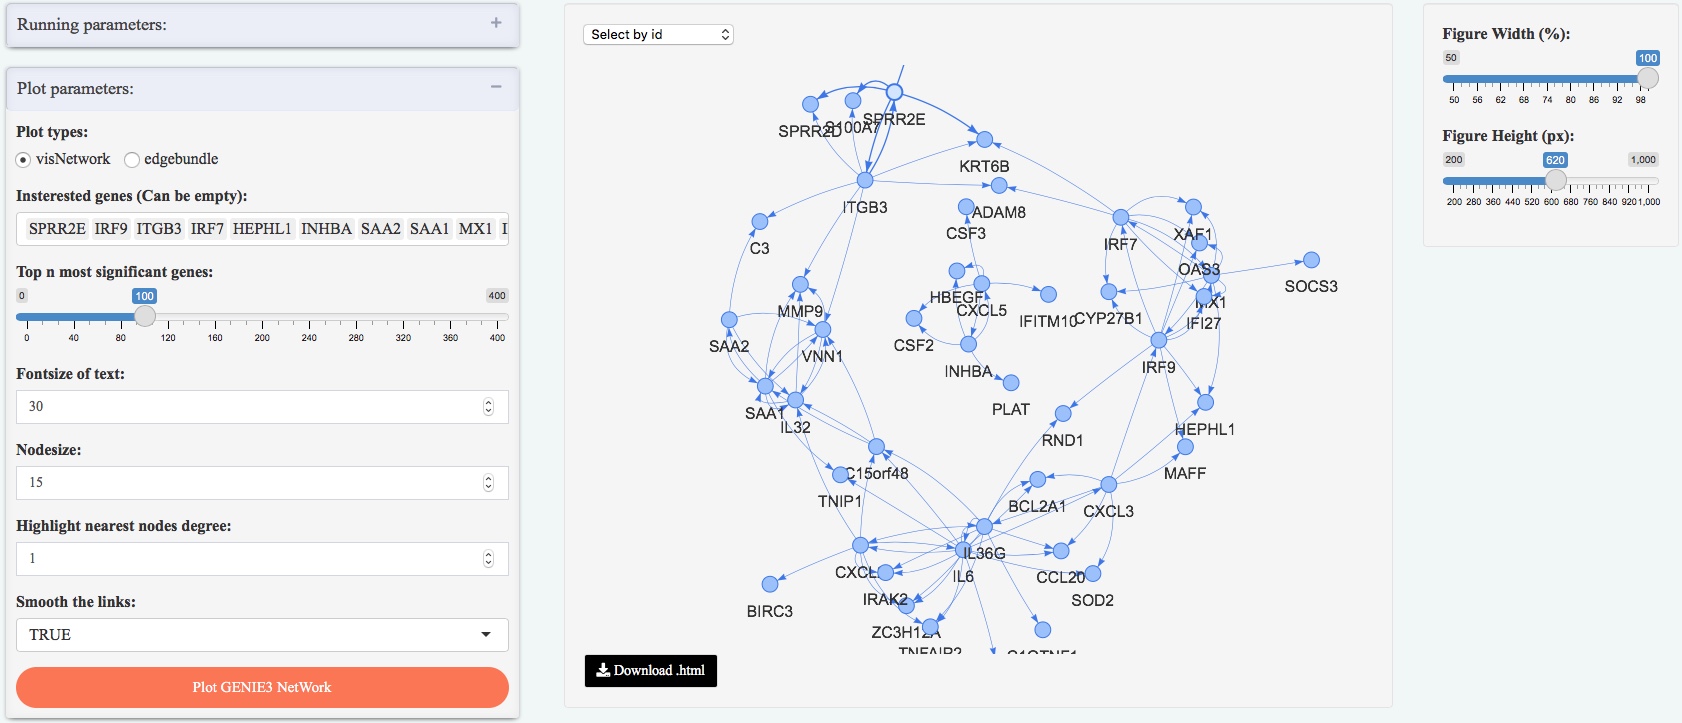 Running parameters:
+
Plot parameters:
−
Plot types:
visNetwork edgebundle
Insterested genes (Can be empty):
SPRR2E IRF9 ITGB3 IRF7 HEPHL1 INHBA SAA2 SAA1 MX1
Top n most significant genes:
0 100 400
0 40 80 120 160 200 240 280 320 360 400
Fontsize of text:
30
Nodesize:
15
Highlight nearest nodes degree:
1
Smooth the links:
TRUE
Plot GENIE3 NetWork
Select by id
SPRR2D
S100A7
SPRR2E
KRT6B
ITGB3
ADAM8
C3
CSF3
IRF7
XAF1
OAS3
SOCS3
HBEGF
CXCL5
IFITM10
CYP27B1
MX1
IFI27
MMP9
SAA2
VNN1
CSF2
INHBA
IRF9
PLAT
SAA1
IL32
RND1
HEPHL1
C15orf48
MAFF
TNIP1
BCL2A1
CXCL3
IL36G
CXCL
IL6
CCL20
IRAK2
SOD2
BIRC3
ZC3H12A
TNFAIP2
C1QTNF1
Download .html
Figure Width (%):
50 100
50 56 62 68 74 80 86 92 98
Figure Height (px):
200 620 1,000
200 280 360 440 520 600 680 760 840 920 1,000